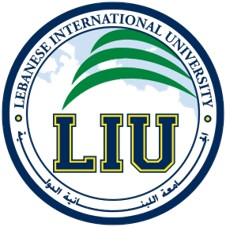 • LEBANESE INTERNATIONAL UNIVERSITY •
LIU
الجامعة اللبنانية الدولية